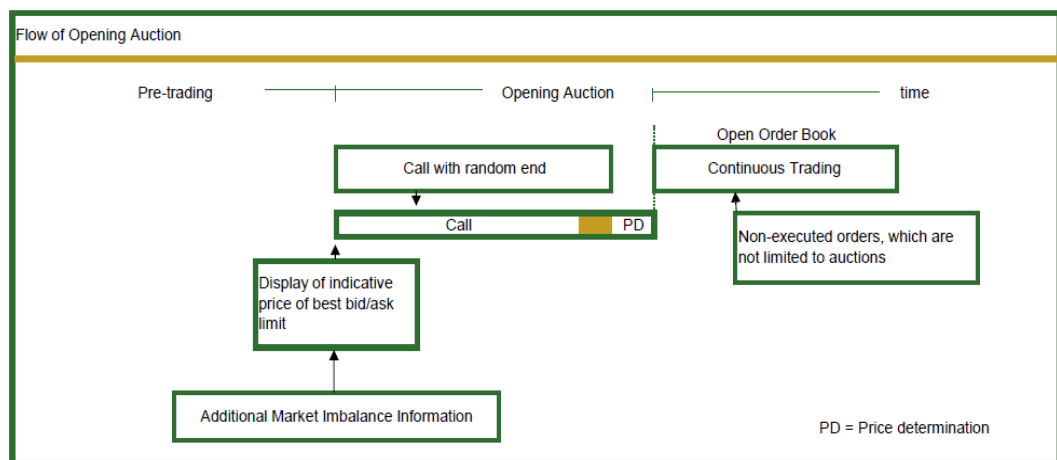 Flow of Opening Auction
Pre-trading
Opening Auction
time
Open Order Book
Call with random end
Continuous Trading
Call
PD
Non-executed orders, which are
not limited to auctions
Display of indicative
price of best bid/ask
limit
Additional Market Imbalance Information
PD = Price determination